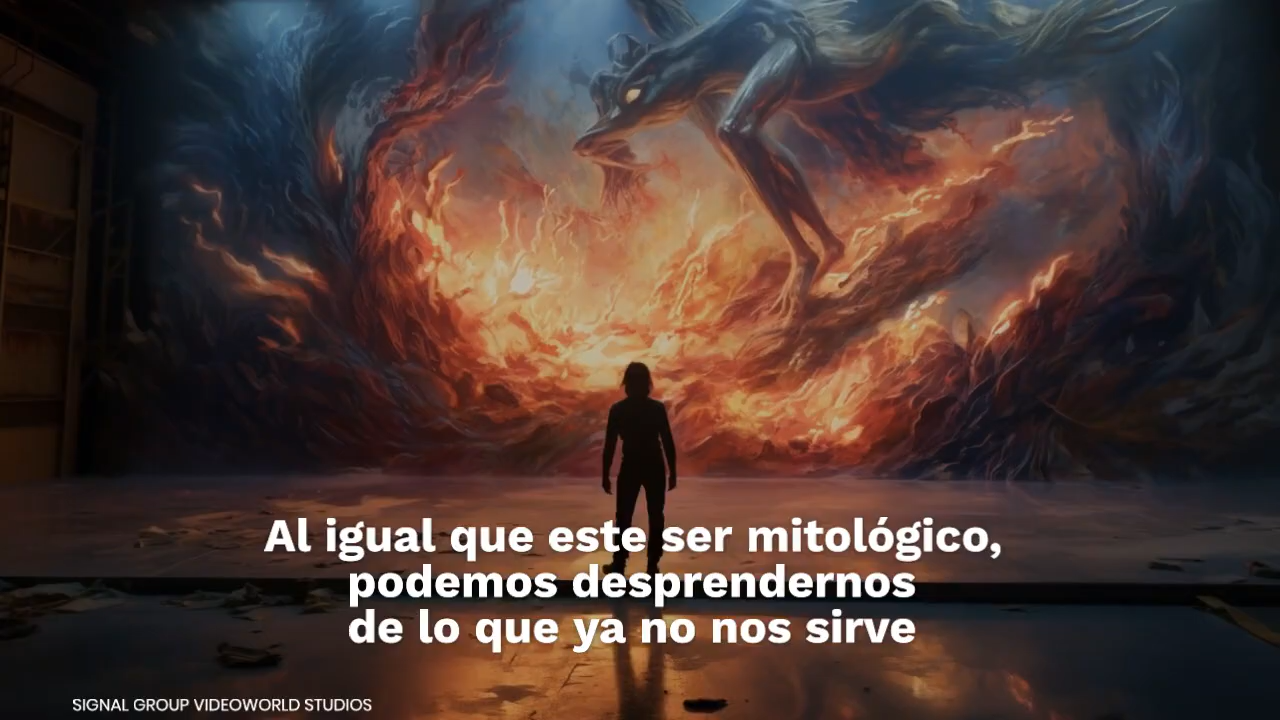 Al igual que este ser mitológico,
podemos desprendernos
de lo que ya no nos sirve
SIGNAL GROUP VIDEOWORLD STUDIOS